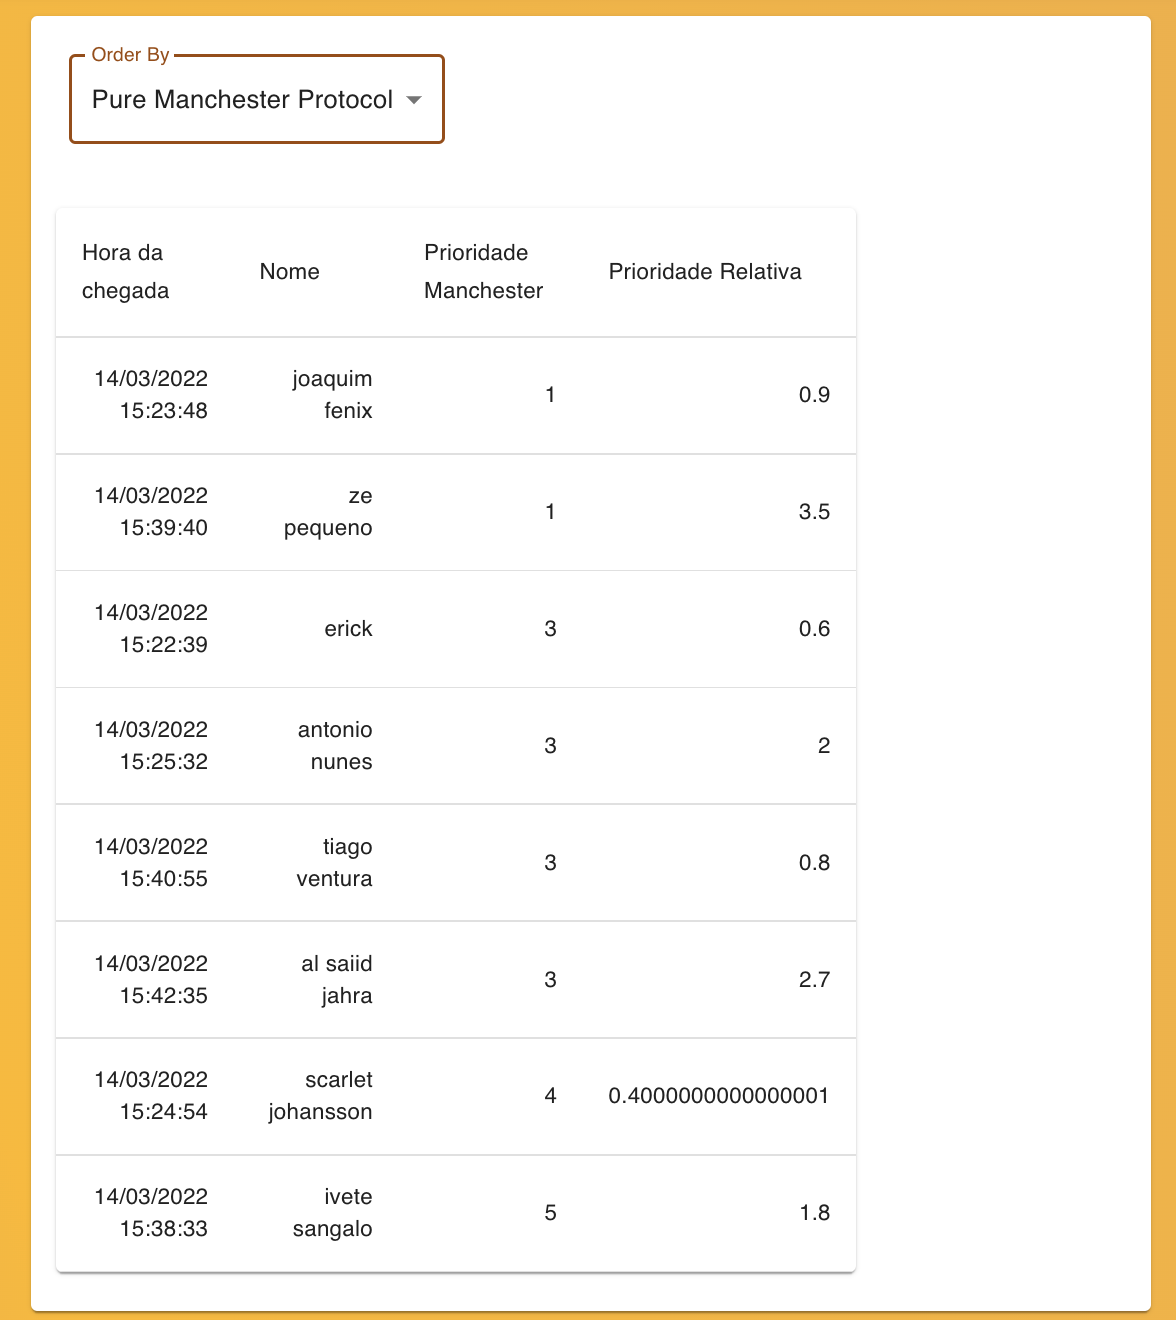 Order By
Pure Manchester Protocol
Hora da
chegada
Nome
Prioridade
Manchester
Prioridade Relativa
14/03/2022
15:23:48
joaquim
fenix
1
0.9
14/03/2022
15:39:40
ze
pequeno
1
3.5
14/03/2022
15:22:39
erick
3
0.6
14/03/2022
15:25:32
antonio
nunes
3
2
14/03/2022
15:40:55
tiago
ventura
3
0.8
14/03/2022
15:42:35
al saiid
jahra
3
2.7
14/03/2022
15:24:54
scarlet
johansson
4
0.4000000000000001
14/03/2022
15:38:33
ivete
sangalo
5
1.8